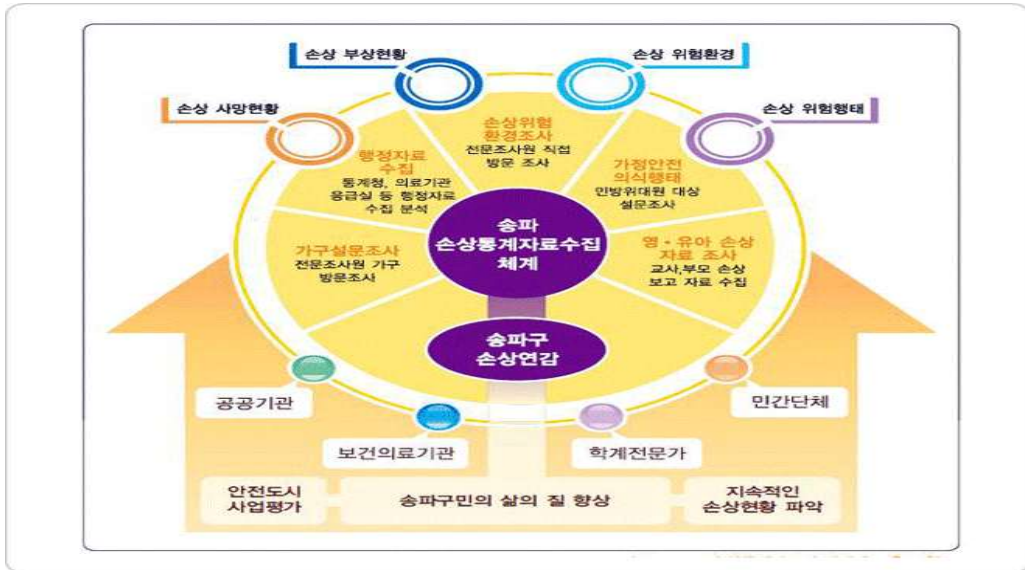 손상 부상현황
손상 위험환경
손상 사망현황
손상 위험행태
손상위험
환경조사
전문조사원 직접
방문 조사
행정자료
수집
통계청, 의료기관
응급실 등 행정자료
수집 분석
가정안전
의식행태
민방위대원 대상
설문조사
송파
손상통계자료수집
체계
가구설문조사
전문조사원 가구
방문조사
영·유아 손상
자료 조사
교사,부모 손상
보고 자료 수집
송파구
손상연감
공공기관
민간단체
보건의료기관
학계전문가
안전도시
사업평가
송파구민의 삶의 질 향상
지속적인
손상현황 파악